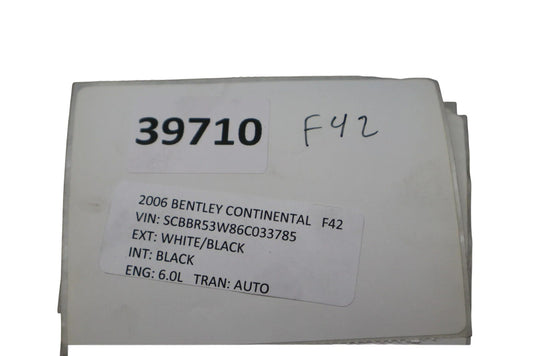 39710 F42
2006 BENTLEY CONTINENTAL F42
VIN: SCBBR53W86C033785
EXT: WHITE/BLACK
INT: BLACK
ENG: 6.0L TRAN: AUTO